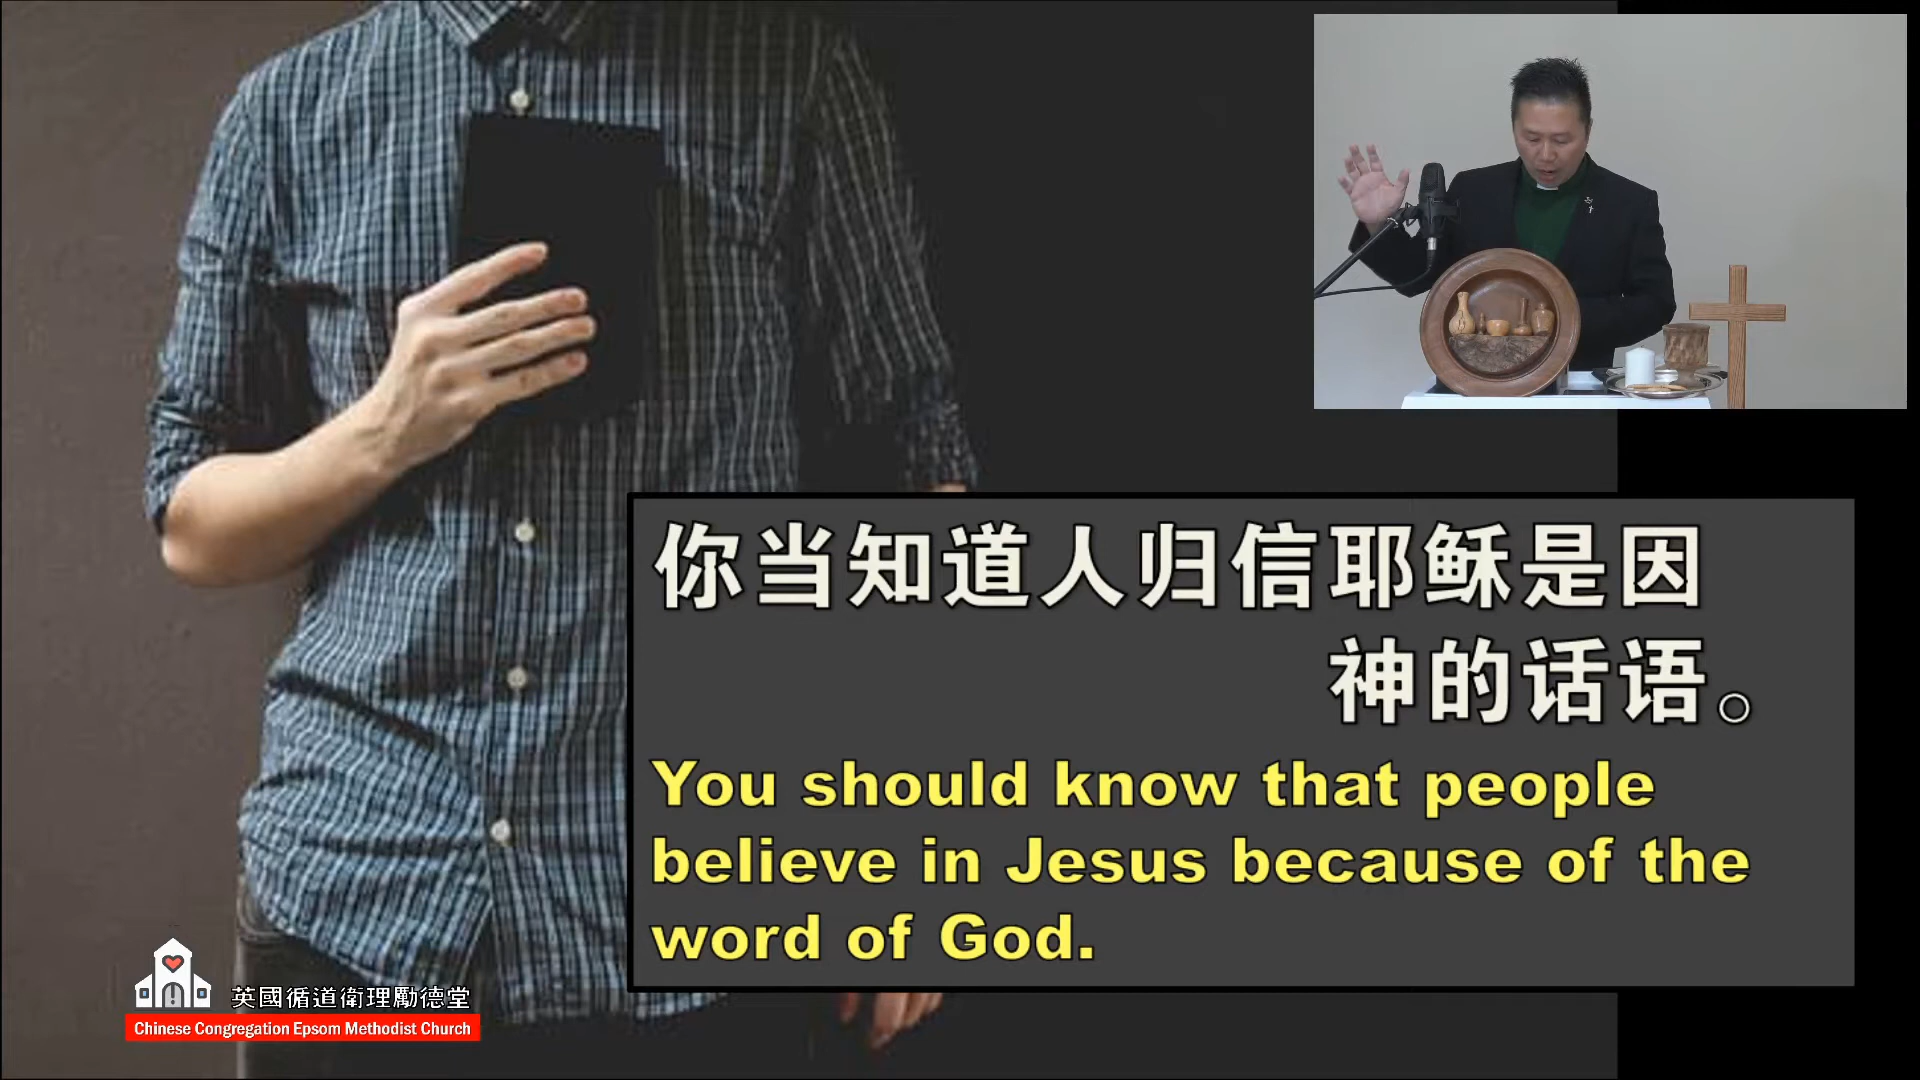 你当知道人归信耶稣是因
神的话语。
You should know that people
believe in Jesus because of the
word of God.
英國循道衛理勵德堂
Chinese Congregation Epsom Methodist Church